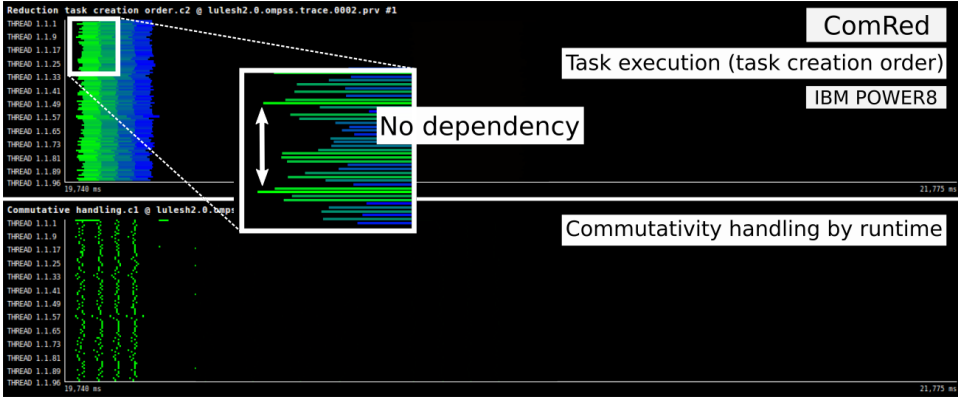 Reduction task creation order.c2 @ lulesh2.0.ompss.trace.0002.prv #1
THREAD 1.1.1
THREAD 1.1.9
THREAD 1.1.17
THREAD 1.1.25
THREAD 1.1.33
THREAD 1.1.41
THREAD 1.1.49
THREAD 1.1.57
THREAD 1.1.65
THREAD 1.1.73
THREAD 1.1.81
THREAD 1.1.89
THREAD 1.1.96
19,740 ms
21,775 ms
ComRed
Task execution (task creation order)
IBM POWER8
No dependency
Commutative handling.c1 @ lulesh2.0.omps
THREAD 1.1.1
THREAD 1.1.9
THREAD 1.1.17
THREAD 1.1.25
THREAD 1.1.33
THREAD 1.1.41
THREAD 1.1.49
THREAD 1.1.57
THREAD 1.1.65
THREAD 1.1.73
THREAD 1.1.81
THREAD 1.1.89
THREAD 1.1.96
19,740 ms
21,775 ms
Commutativity handling by runtime